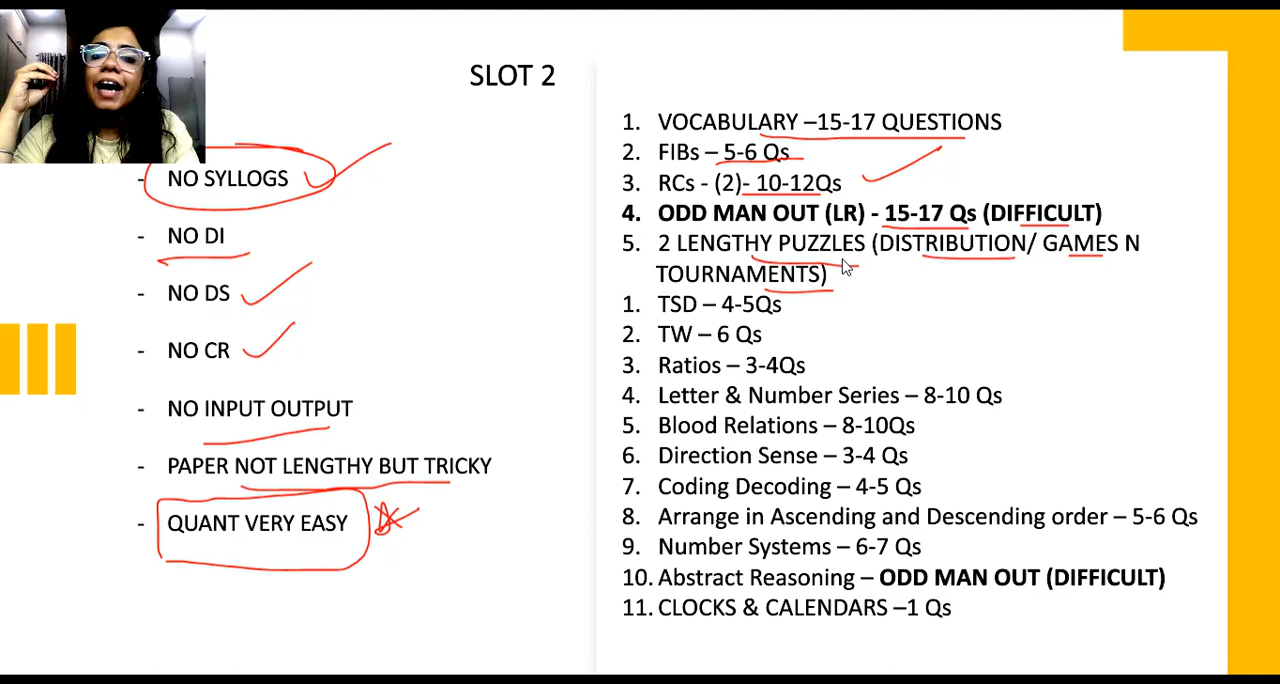 SLOT 2
- NO SYLLOGS
- NO DI
- NO DS
- NO CR
- NO INPUT OUTPUT
- PAPER NOT LENGTHY BUT TRICKY
- QUANT VERY EASY
1. VOCABULARY –15-17 QUESTIONS
2. FIBs – 5-6 Qs
3. RCs - (2)- 10-12Qs
4. ODD MAN OUT (LR) - 15-17 Qs (DIFFICULT)
5. 2 LENGTHY PUZZLES (DISTRIBUTION/ GAMES N
TOURNAMENTS)
1. TSD – 4-5Qs
2. TW – 6 Qs
3. Ratios – 3-4Qs
4. Letter & Number Series – 8-10 Qs
5. Blood Relations – 8-10Qs
6. Direction Sense – 3-4 Qs
7. Coding Decoding – 4-5 Qs
8. Arrange in Ascending and Descending order – 5-6 Qs
9. Number Systems – 6-7 Qs
10. Abstract Reasoning – ODD MAN OUT (DIFFICULT)
11. CLOCKS & CALENDARS –1 Qs